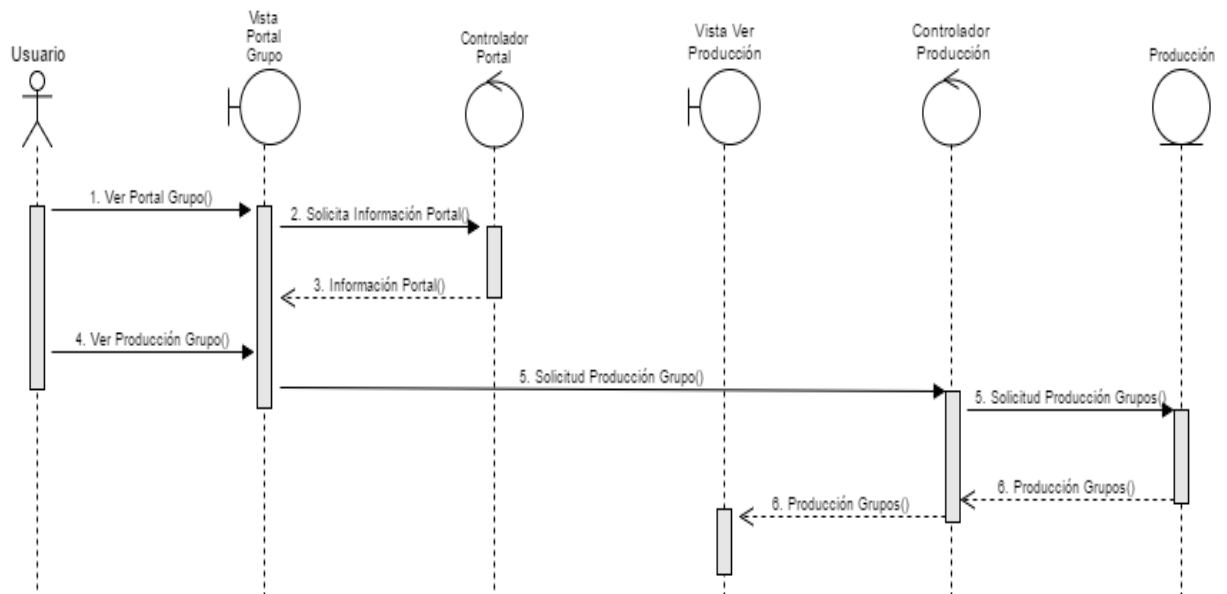 Usuario
Vista
Portal
Grupo
Controlador
Portal
Vista Ver
Producción
Controlador
Producción
Producción
1. Ver Portal Grupo()
2. Solicita Información Portal()
3. Información Portal()
4. Ver Producción Grupo()
5. Solicitud Producción Grupo()
5. Solicitud Producción Grupos()
6. Producción Grupos()
6. Producción Grupos()